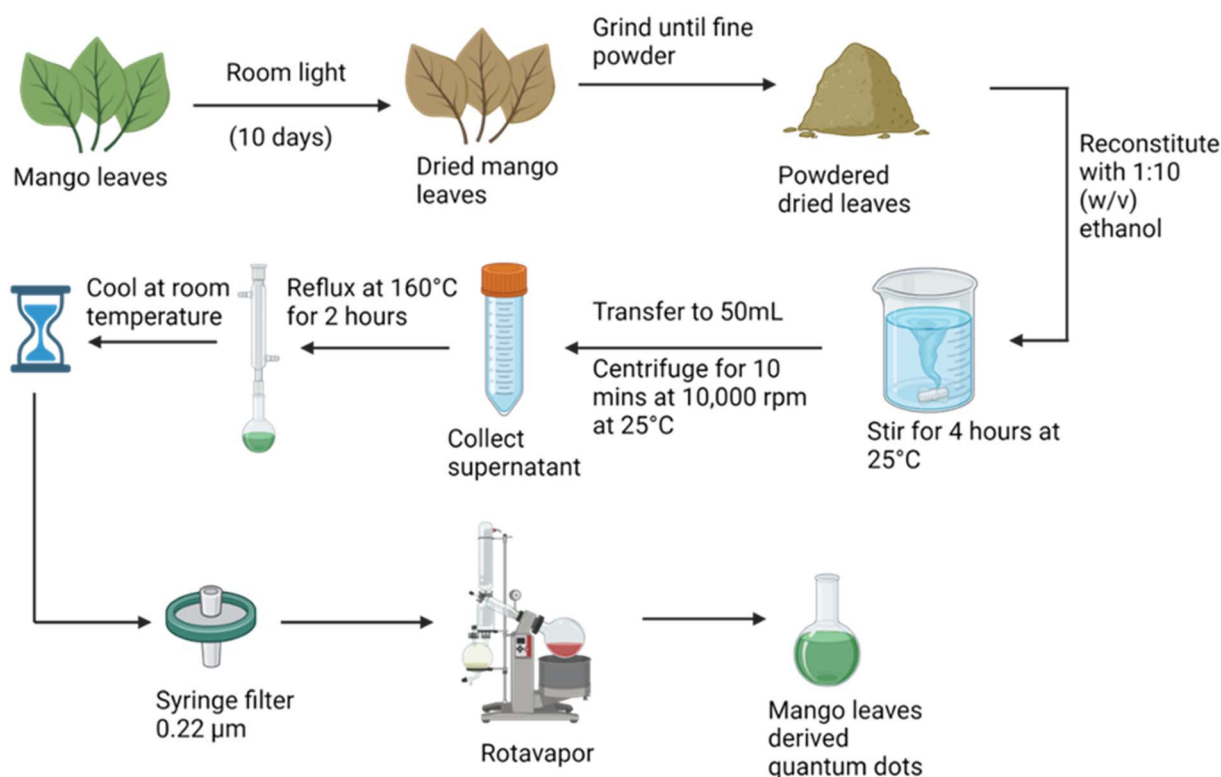 Mango leaves
Room light
(10 days)
Dried mango
leaves
Grind until fine
powder
Powdered
dried leaves
Reconstitute
with 1:10
(w/v)
ethanol
Stir for 4 hours at
25°C
Transfer to 50mL
Centrifuge for 10
mins at 10,000 rpm
at 25°C
Collect
supernatant
Reflux at 160°C
for 2 hours
Cool at room
temperature
Syringe filter
0.22 µm
Rotavapor
Mango leaves
derived
quantum dots